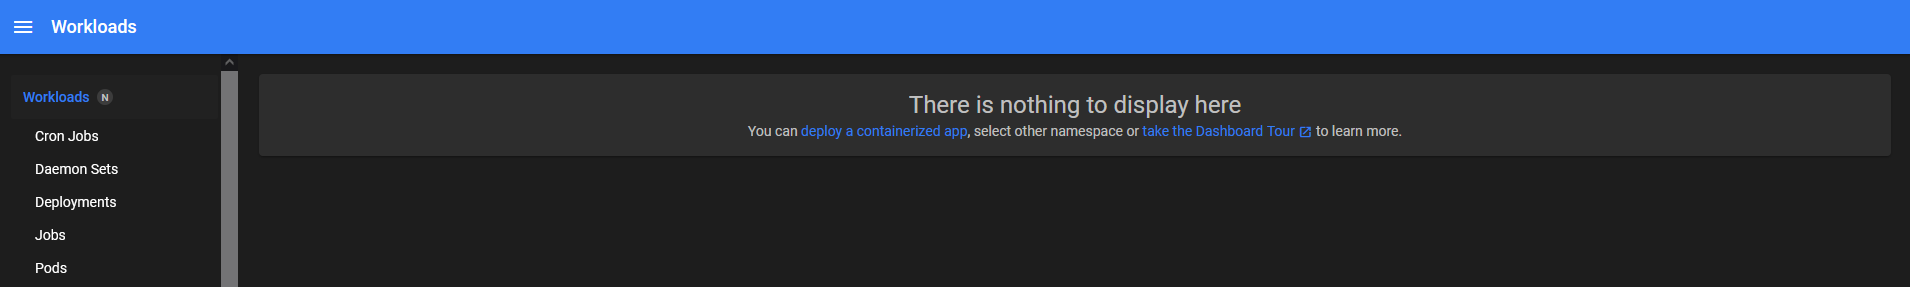 Workloads
Workloads N
Cron Jobs
Daemon Sets
Deployments
Jobs
Pods
There is nothing to display here
You can deploy a containerized app, select other namespace or take the Dashboard Tour to learn more.